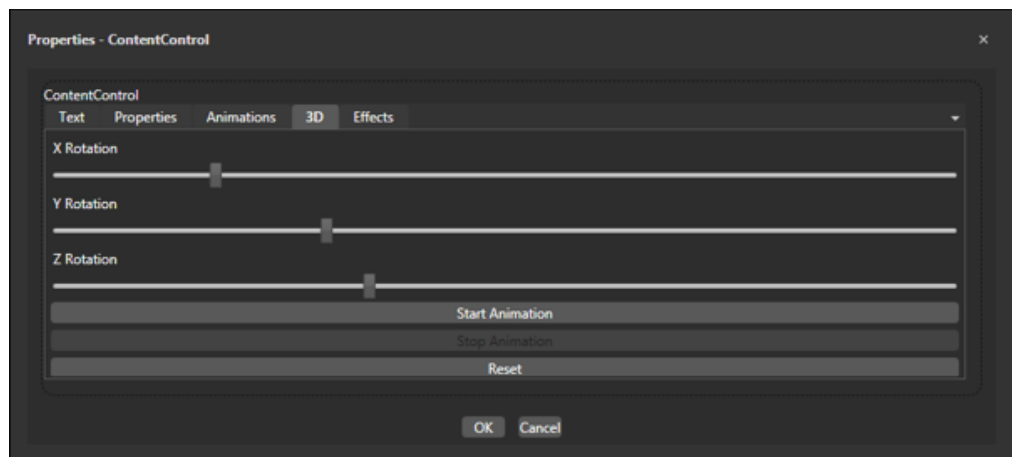 Properties - ContentControl
ContentControl
Text Properties Animations 3D Effects
X Rotation
Y Rotation
Z Rotation
Start Animation
Stop Animation
Reset
OK Cancel